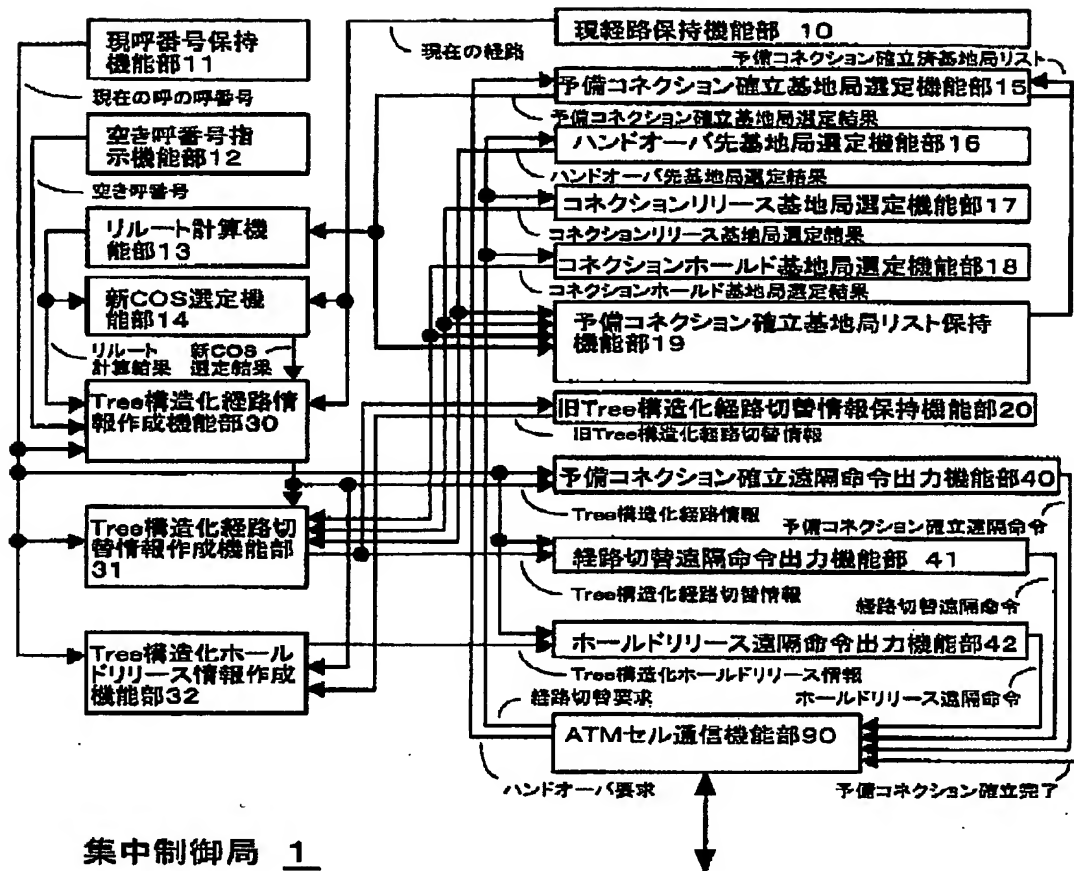 現呼番号保持
機能部11
現在の呼の呼番号
空き呼番号指
示機能部12
空き呼番号
リルート計算機
能部13
新COS選定機
能部14
リルート
計算結果
新COS
選定結果
Tree構造化経路情
報作成機能部30
Tree構造化経路切
替情報作成機能部
31
Tree構造化ホール
ドリリース情報作成
機能部32
現在の経路
現経路保持機能部 10
予備コネクション確立済基地局リスト
予備コネクション確立基地局選定機能部15
予備コネクション確立基地局選定結果
ハンドオーバ先基地局選定機能部16
ハンドオーバ先基地局選定結果
コネクションリリース基地局選定機能部17
コネクションリリース基地局選定結果
コネクションホールド基地局選定機能部18
コネクションホールド基地局選定結果
予備コネクション確立基地局リスト保持
機能部19
旧Tree構造化経路切替情報保持機能部20
旧Tree構造化経路切替情報
予備コネクション確立遠隔命令出力機能部40
Tree構造化経路情報
予備コネクション確立遠隔命令
経路切替遠隔命令出力機能部 41
Tree構造化経路切替情報
経路切替遠隔命令
ホールドリリース遠隔命令出力機能部42
Tree構造化ホールドリリース情報
経路切替要求
ホールドリリース遠隔命令
ATMセル通信機能部90
ハンドオーバ要求
予備コネクション確立完了
集中制御局 1